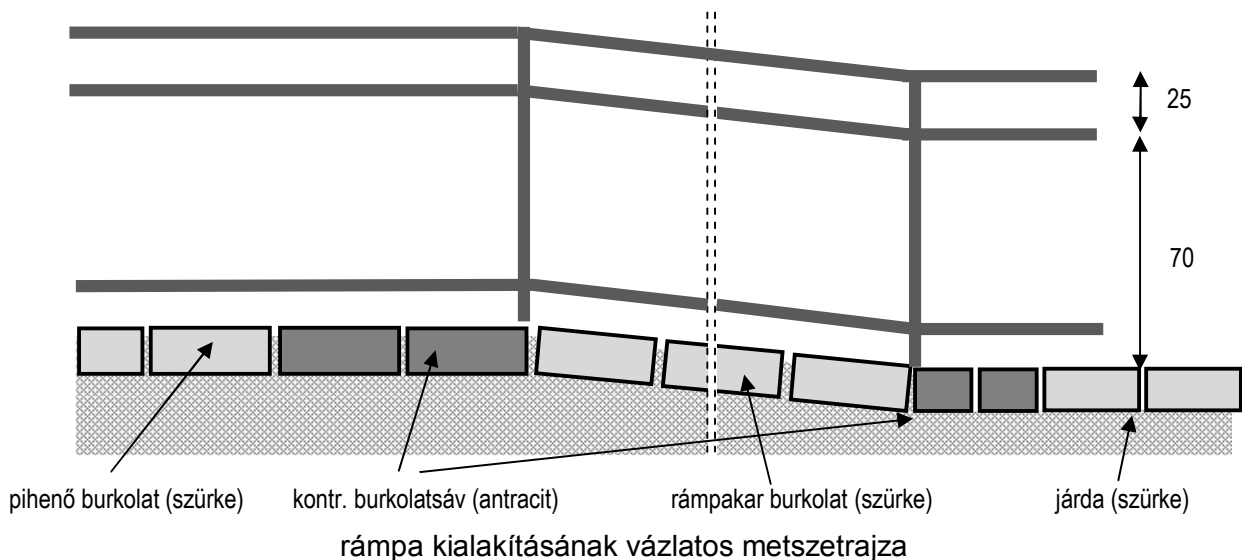 25
70
pihenő burkolat (szürke)
kontr. burkolatsáv (antracit)
rámpakar burkolat (szürke)
járda (szürke)
rámpa kialakításának vázlatos metszetrajza